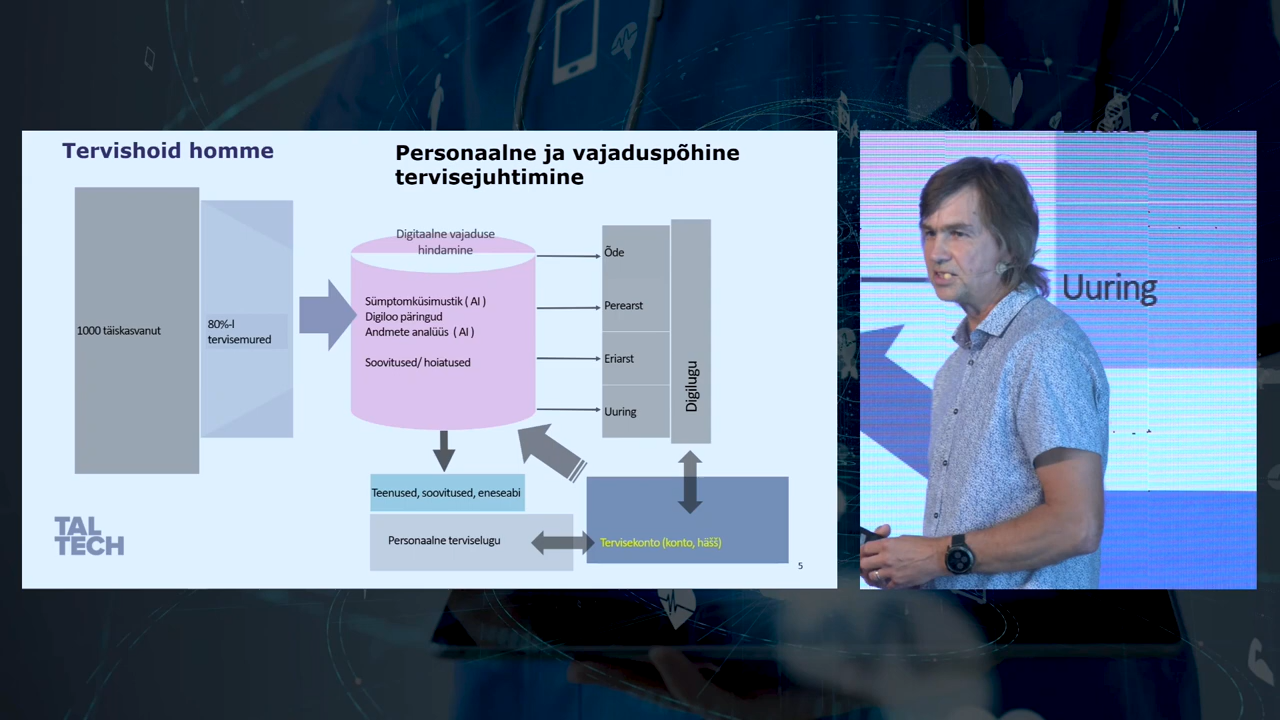 Tervishoid homme
Personaalne ja vajaduspõhine
tervisejuhtimine
1000 täiskasvanut
80%-l
tervisemured
Digitaalne vajaduse
hindamine
Sümptomküsimustik ( AI )
Digiloo päringud
Andmete analüüs ( AI )
Soovitused/ hoiatused
Õde
Perearst
Eriarst
Uuring
Digilugu
Teenused, soovitused, eneseabi
Personaalne terviselugu
Tervisekonto (konto, häšš)
TAL
TECH
5
Uuring